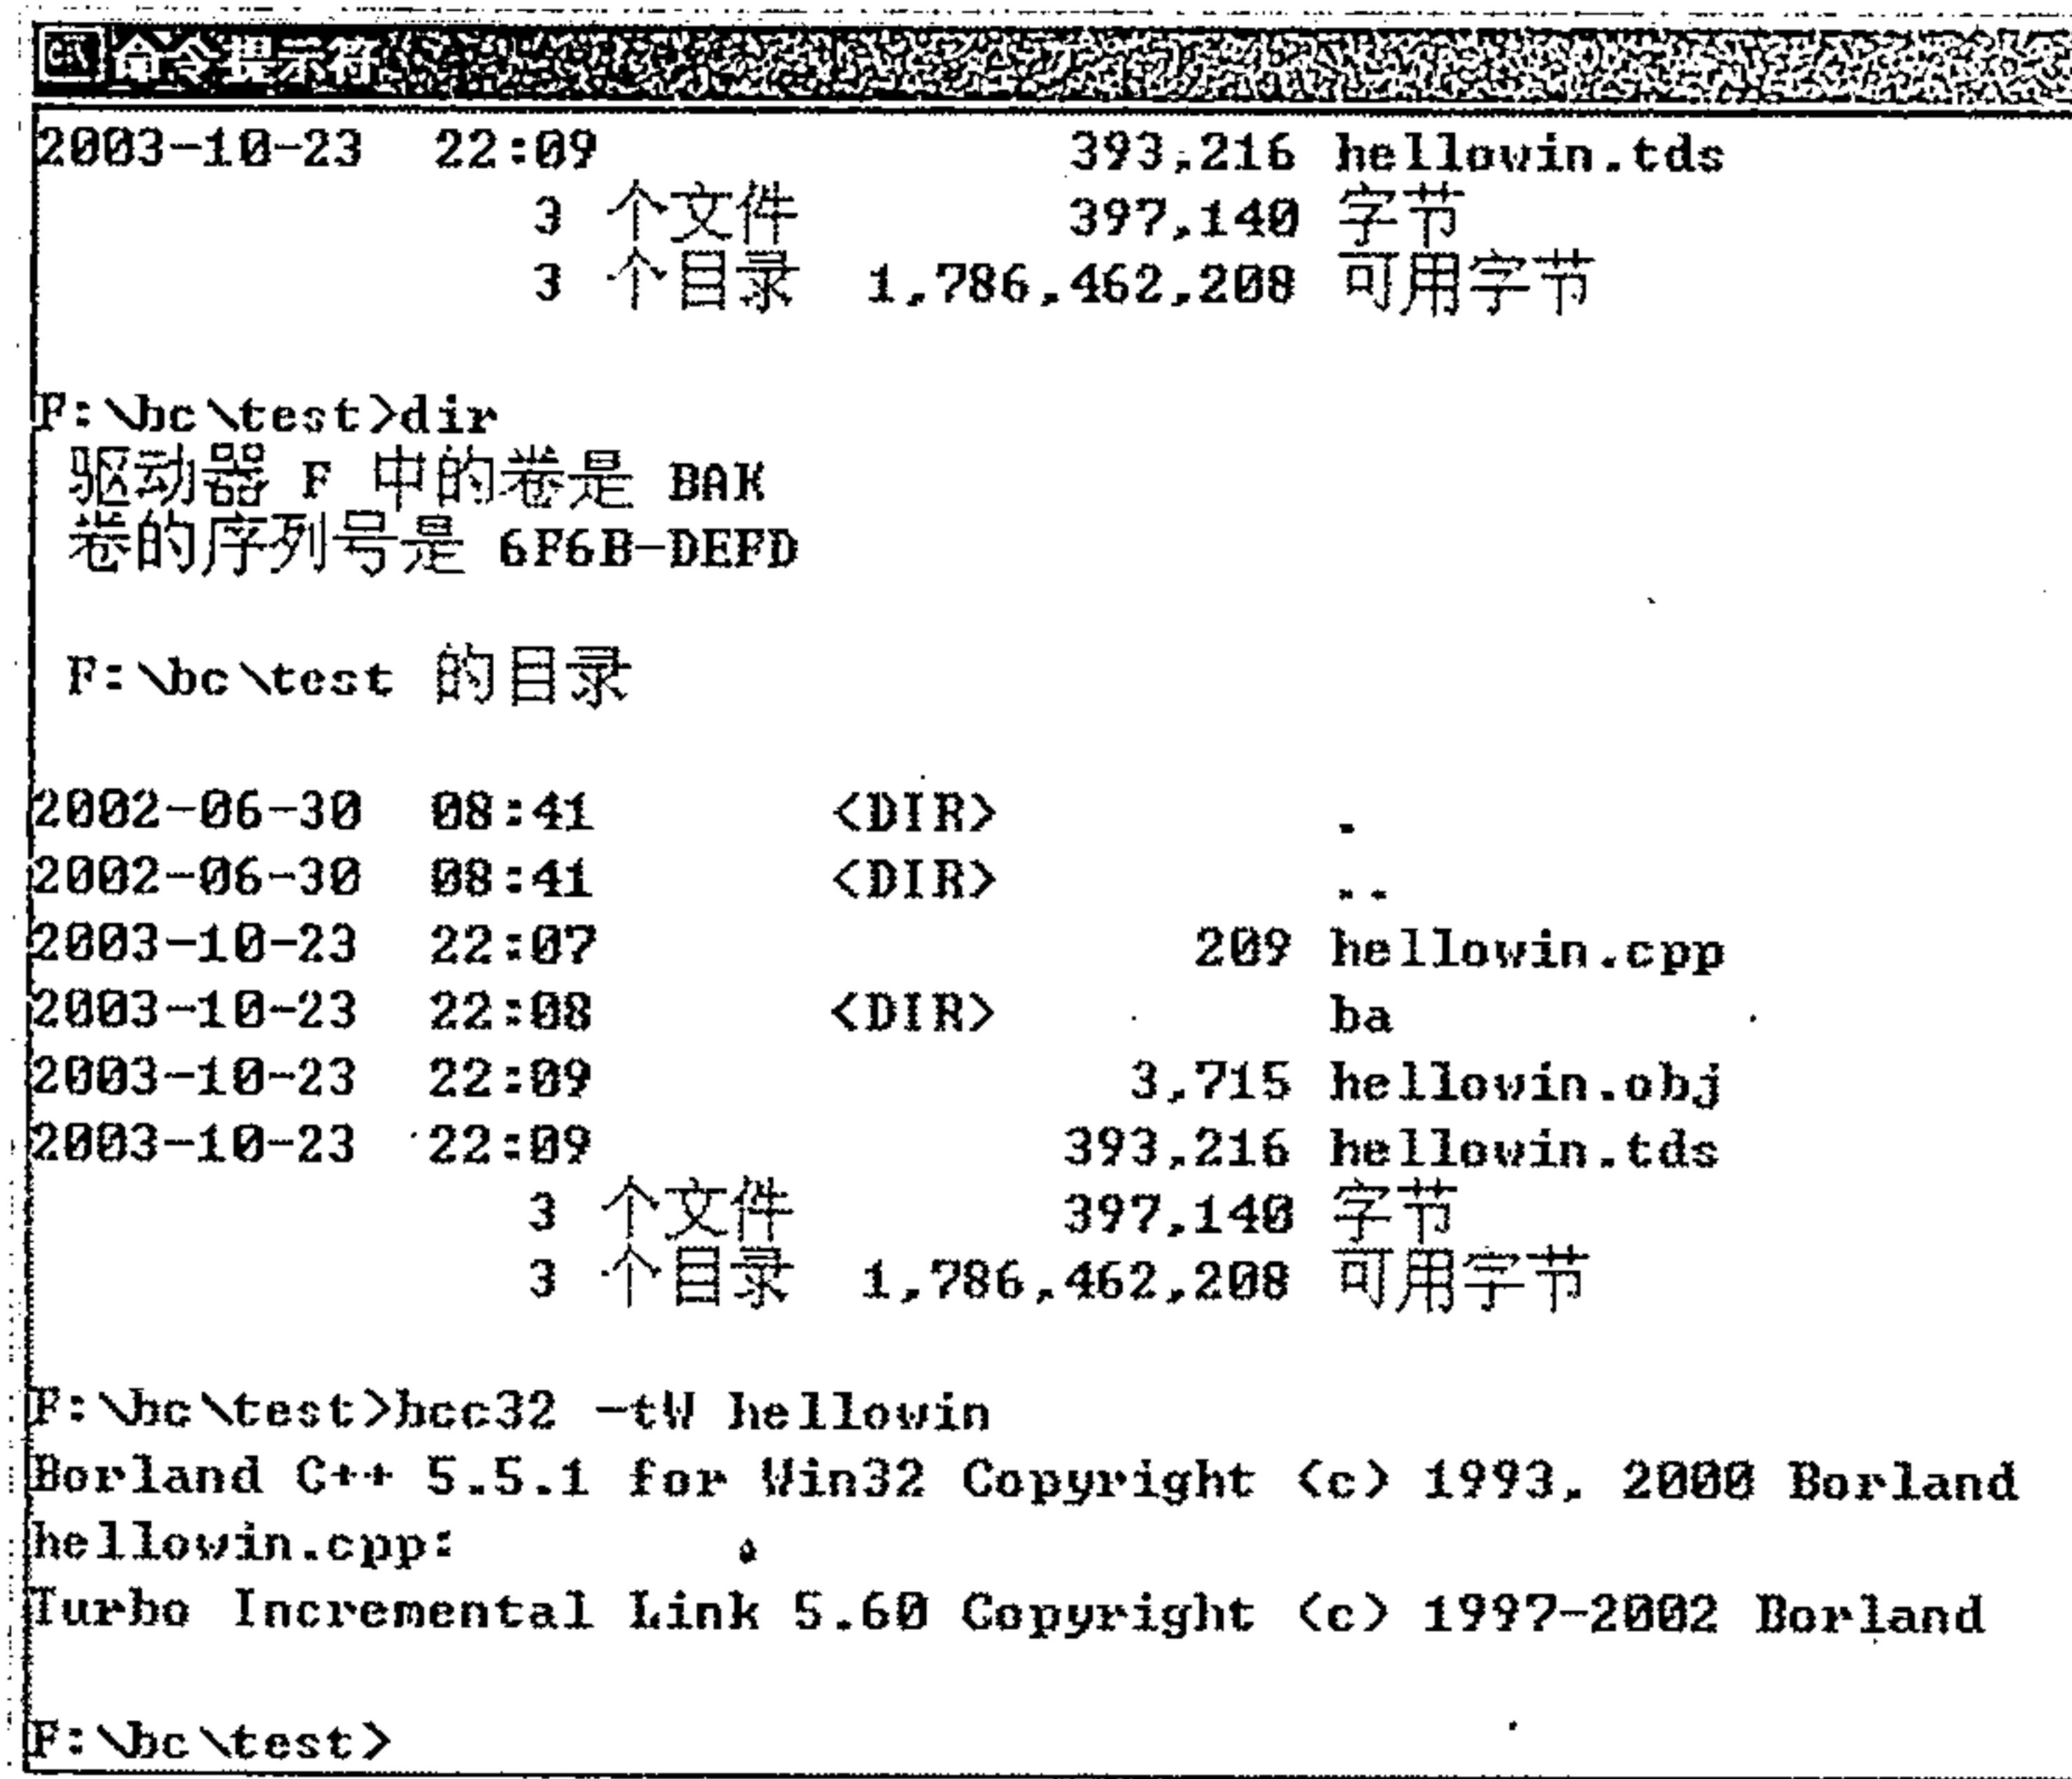 命令提示符
2003-10-23  22:09             393,216 hellowin.tds
3 个文件        397,140 字节
3 个目录  1,786,462,208 可用字节
F:\bc\test>dir
驱动器 F 中的卷是 BAK
卷的序列号是 6F6B-DEFD
F:\bc\test 的目录
2002-06-30  08:41       <DIR>          .
2002-06-30  08:41       <DIR>          ..
2003-10-23  22:07                  209 hellowin.cpp
2003-10-23  22:08       <DIR>          ba
2003-10-23  22:09                3,715 hellowin.obj
2003-10-23  22:09              393,216 hellowin.tds
3 个文件        397,140 字节
3 个目录  1,786,462,208 可用字节
F:\bc\test>bcc32 -tW hellowin
Borland C++ 5.5.1 for Win32 Copyright (c) 1993, 2000 Borland
hellowin.cpp:
Turbo Incremental Link 5.60 Copyright (c) 1997-2002 Borland
F:\bc\test>